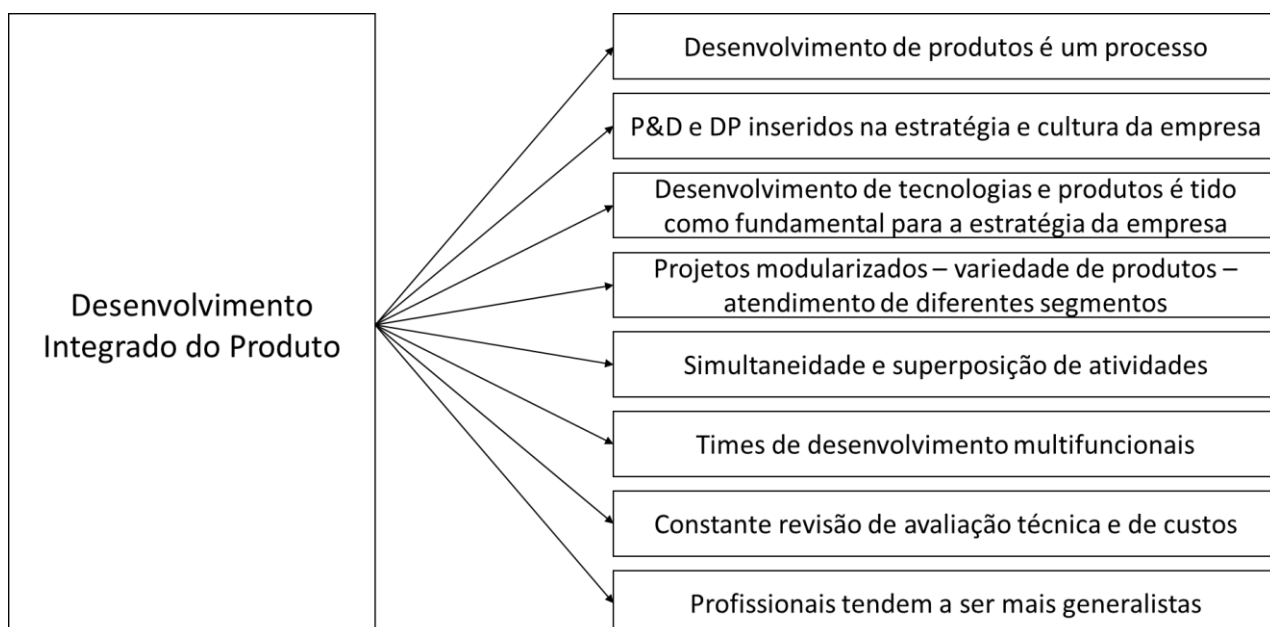 Desenvolvimento
Integrado do Produto
Desenvolvimento de produtos é um processo
P&D e DP inseridos na estratégia e cultura da empresa
Desenvolvimento de tecnologias e produtos é tido
como fundamental para a estratégia da empresa
Projetos modularizados – variedade de produtos –
atendimento de diferentes segmentos
Simultaneidade e superposição de atividades
Times de desenvolvimento multifuncionais
Constante revisão de avaliação técnica e de custos
Profissionais tendem a ser mais generalistas